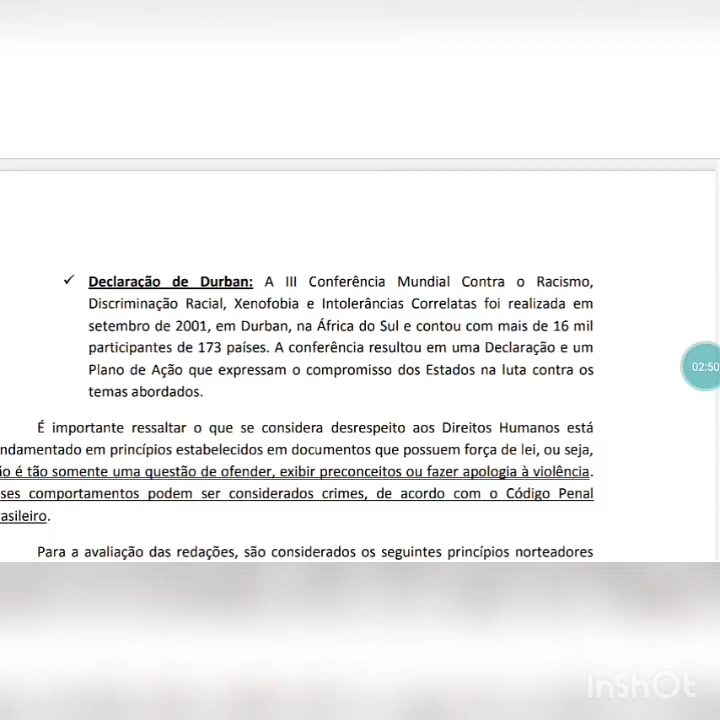 ✓ Declaração de Durban: A III Conferência Mundial Contra o Racismo,
Discriminação Racial, Xenofobia e Intolerâncias Correlatas foi realizada em
setembro de 2001, em Durban, na África do Sul e contou com mais de 16 mil
participantes de 173 países. A conferência resultou em uma Declaração e um
Plano de Ação que expressam o compromisso dos Estados na luta contra os
temas abordados.
É importante ressaltar o que se considera desrespeito aos Direitos Humanos está
ndamentado em princípios estabelecidos em documentos que possuem força de lei, ou seja,
ão é tão somente uma questão de ofender, exibir preconceitos ou fazer apologia à violência.
ses comportamentos podem ser considerados crimes, de acordo com o Código Penal
asileiro.
Para a avaliação das redações, são considerados os seguintes princípios norteadores
02:50
InShOt